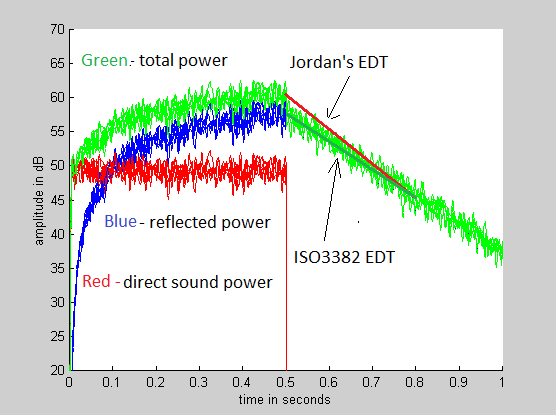 70
65
60
55
50
45
40
35
30
25
20
amplitude in dB
Green - total power
Jordan's EDT
Blue - reflected power
ISO3382 EDT
Red - direct sound power
0 0.1 0.2 0.3 0.4 0.5 0.6 0.7 0.8 0.9 1
time in seconds